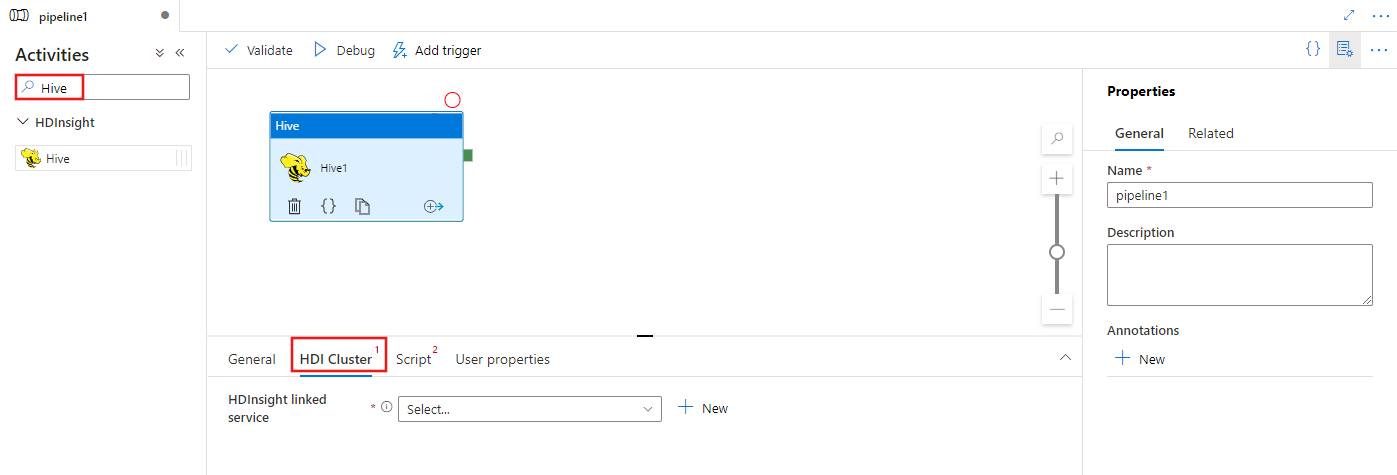 pipeline1
Activities
Hive
HDInsight
Hive
Validate
Debug
Add trigger
{}
Hive
Hive1
{}
General
HDI Cluster 1
Script 2
User properties
HDInsight linked
service
*
Select...
New
Properties
General
Related
Name *
pipeline1
Description
Annotations
New